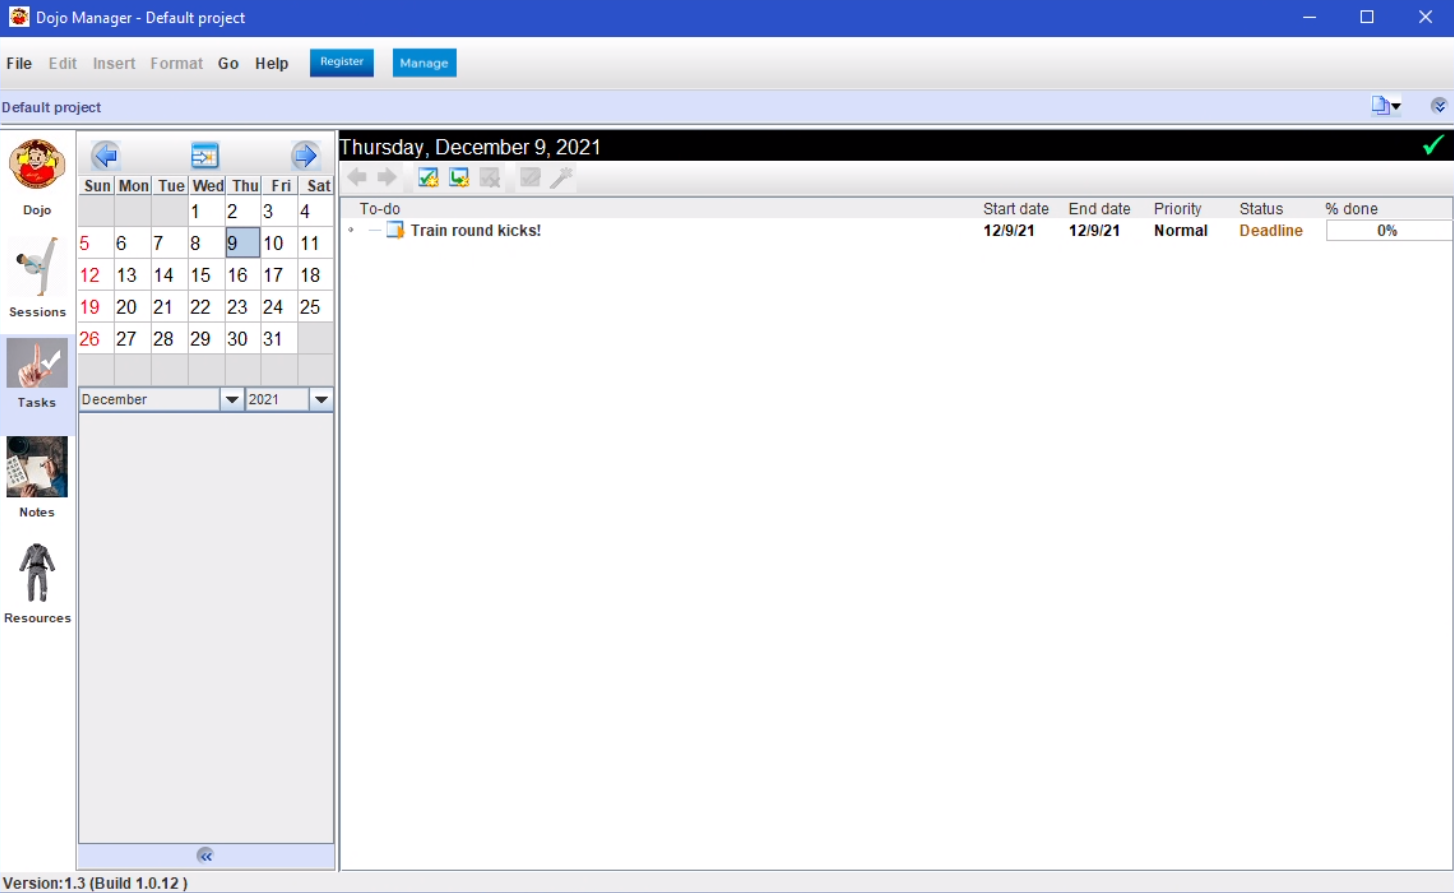 Dojo Manager - Default project
File Edit Insert Format Go Help Register Manage
Default project
Dojo
Sessions
Tasks
Notes
Resources
Sun Mon Tue Wed Thu Fri Sat
1 2 3 4
5 6 7 8 9 10 11
12 13 14 15 16 17 18
19 20 21 22 23 24 25
26 27 28 29 30 31
December 2021
Thursday, December 9, 2021
To-do Start date End date Priority Status % done
Train round kicks! 12/9/21 12/9/21 Normal Deadline 0%
Version:1.3 (Build 1.0.12 )